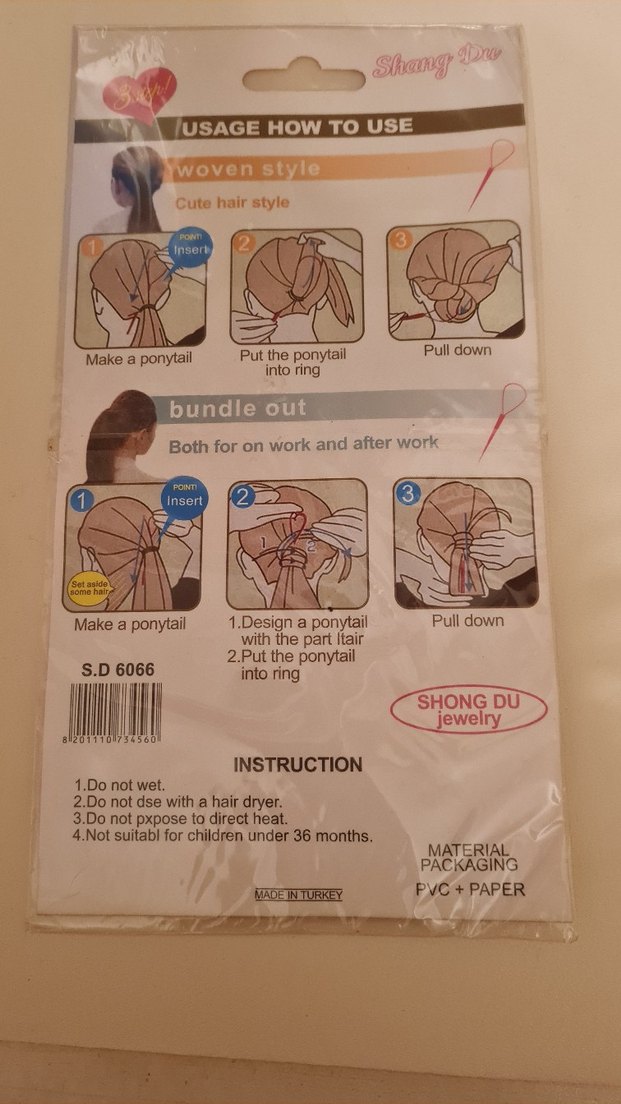 Shang Du
USAGE HOW TO USE
woven style
Cute hair style
1
POINT!
Insert
2
3
Make a ponytail
Put the ponytail
into ring
Pull down
bundle out
Both for on work and after work
1
POINT!
Insert
Set aside
some hair
2
1 2
3
Make a ponytail
1.Design a ponytail
with the part Itair
2.Put the ponytail
into ring
Pull down
S.D 6066
8 201110 734560
SHONG DU
jewelry
INSTRUCTION
1.Do not wet.
2.Do not dse with a hair dryer.
3.Do not pxpose to direct heat.
4.Not suitabl for children under 36 months.
MATERIAL
PACKAGING
PVC + PAPER
MADE IN TURKEY